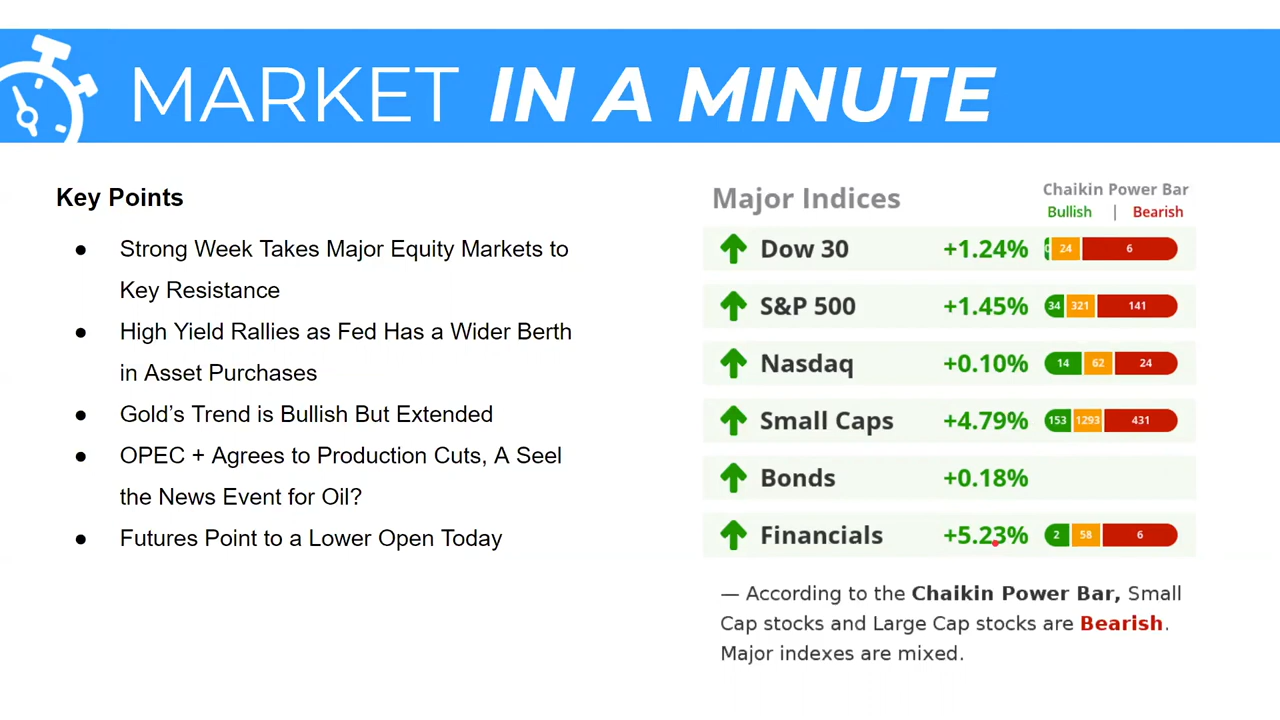 MARKET IN A MINUTE
Key Points
● Strong Week Takes Major Equity Markets to
Key Resistance
● High Yield Rallies as Fed Has a Wider Berth
in Asset Purchases
● Gold’s Trend is Bullish But Extended
● OPEC + Agrees to Production Cuts, A Seel
the News Event for Oil?
● Futures Point to a Lower Open Today
Major Indices
Chaikin Power Bar
Bullish | Bearish
Dow 30 +1.24% 0 24 6
S&P 500 +1.45% 34 321 141
Nasdaq +0.10% 14 62 24
Small Caps +4.79% 153 1293 431
Bonds +0.18%
Financials +5.23% 2 58 6
— According to the Chaikin Power Bar, Small
Cap stocks and Large Cap stocks are Bearish.
Major indexes are mixed.